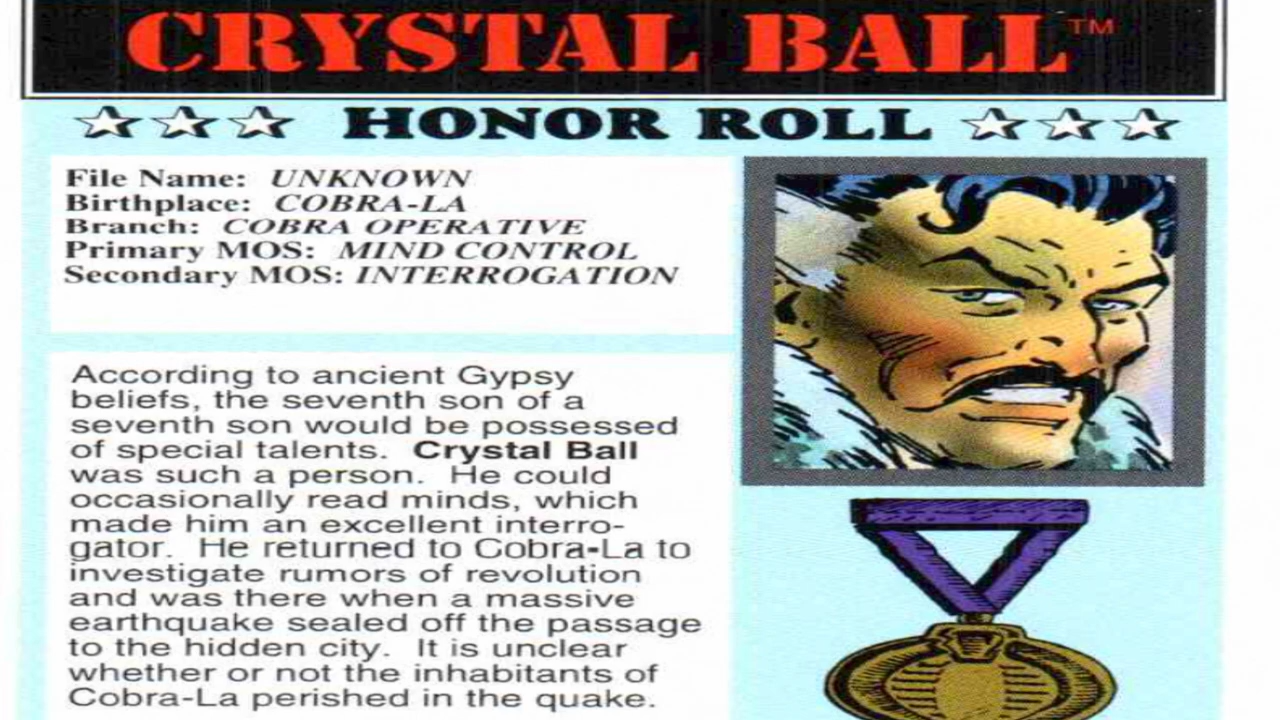 CRYSTAL BALL™
HONOR ROLL
File Name: UNKNOWN
Birthplace: COBRA-LA
Branch: COBRA OPERATIVE
Primary MOS: MIND CONTROL
Secondary MOS: INTERROGATION
According to ancient Gypsy
beliefs, the seventh son of a
seventh son would be possessed
of special talents. Crystal Ball
was such a person. He could
occasionally read minds, which
made him an excellent interro-
gator. He returned to Cobra-La to
investigate rumors of revolution
and was there when a massive
earthquake sealed off the passage
to the hidden city. It is unclear
whether or not the inhabitants of
Cobra-La perished in the quake.